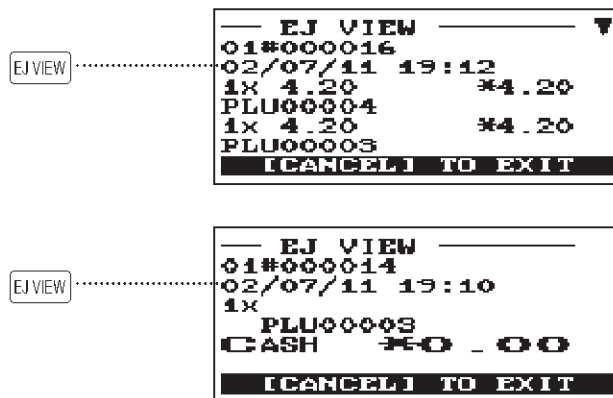 EJ VIEW ▼
01#000016
EJ VIEW
02/07/11 19:12
1X 4.20 *4.20
PLU00004
1X 4.20 *4.20
PLU00003
[CANCEL] TO EXIT
EJ VIEW
01#000014
EJ VIEW
02/07/11 19:10
1X
PLU00003
CASH *0.00
[CANCEL] TO EXIT